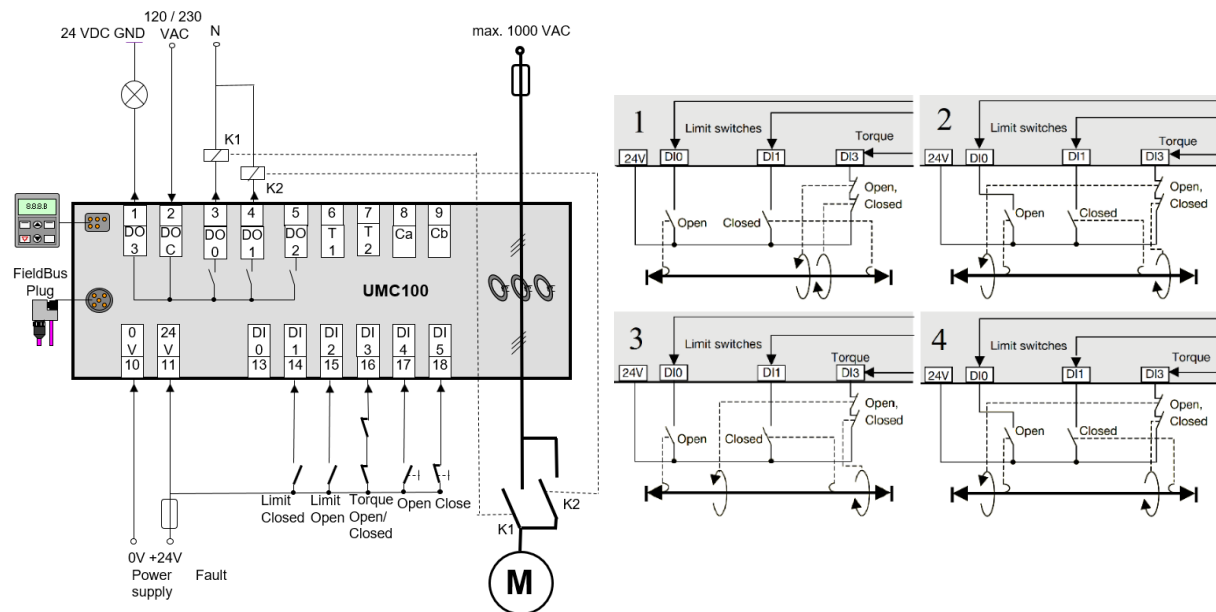 24 VDC GND
120 / 230
VAC
N
max. 1000 VAC
K1
K2
8.8.8.8
FieldBus
Plug
1
DO
3
2
DO
C
3
DO
0
4
DO
1
5
DO
2
6
T
1
7
T
2
8
Ca
9
Cb
UMC100
0
V
10
24
V
11
DI
0
13
DI
1
14
DI
2
15
DI
3
16
DI
4
17
DI
5
18
Limit
Closed
Limit
Open
Torque
Open/
Closed
Open
Close
K1
K2
M
0V +24V
Power
supply
Fault
1
Limit switches
Torque
24V
DI0
DI1
DI3
Open,
Closed
Open
Closed
2
Limit switches
Torque
24V
DI0
DI1
DI3
Open,
Closed
Open
Closed
3
Limit switches
Torque
24V
DI0
DI1
DI3
Open,
Closed
Open
Closed
4
Limit switches
Torque
24V
DI0
DI1
DI3
Open,
Closed
Open
Closed